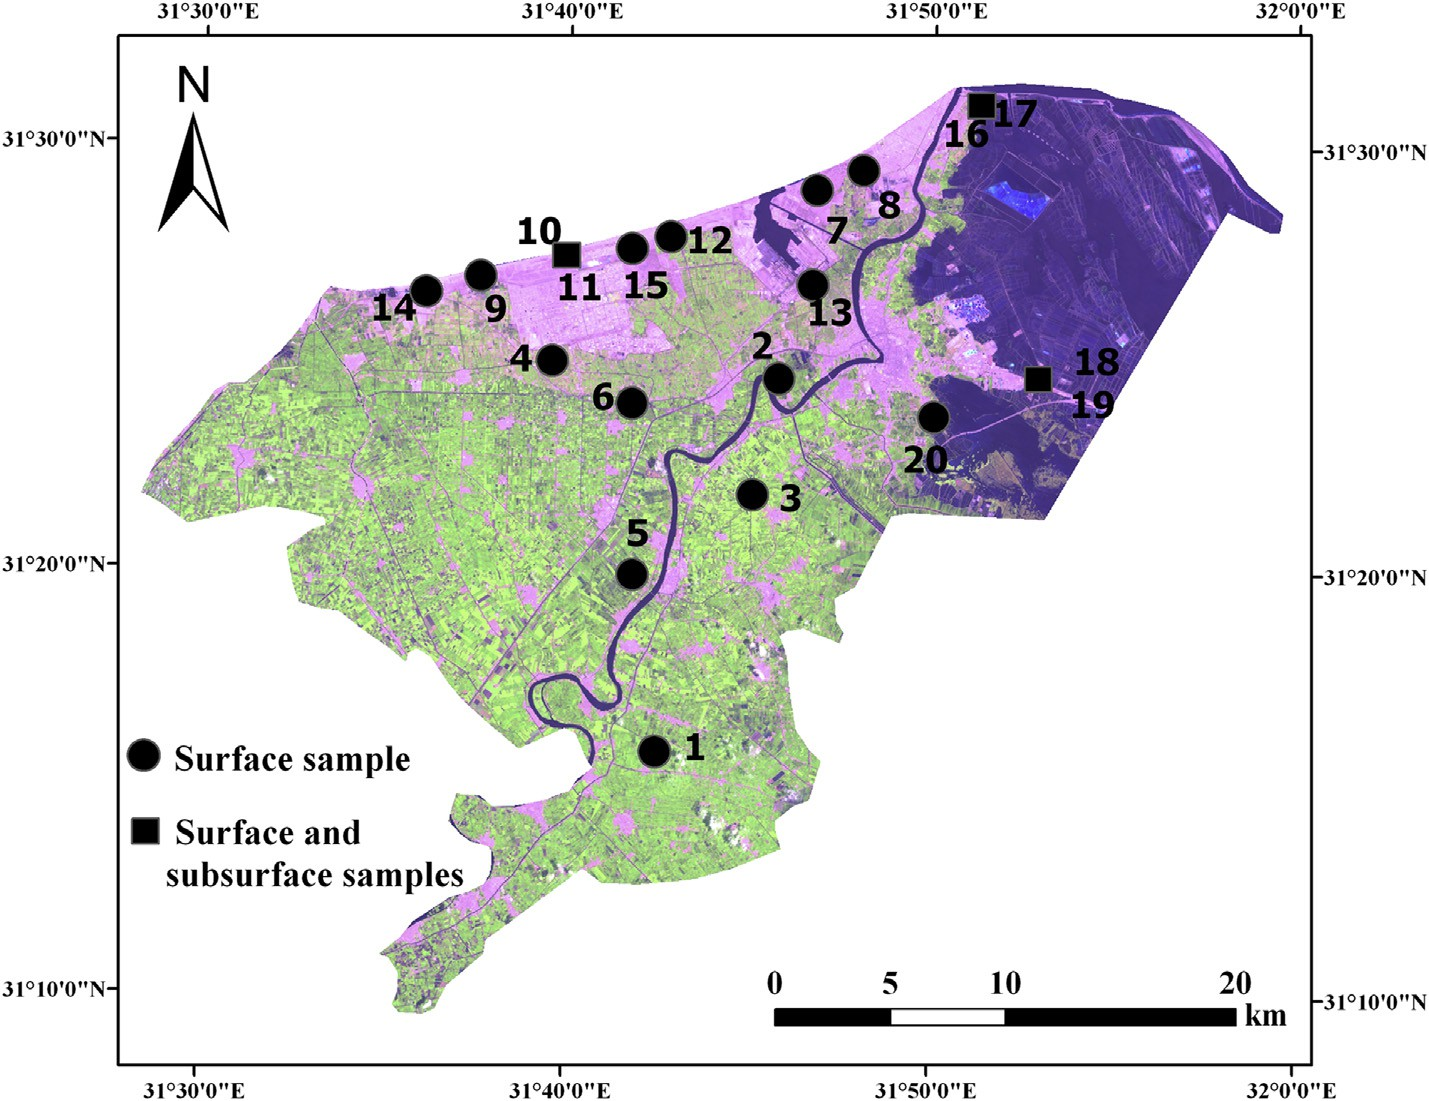 31°30'0"E 31°40'0"E 31°50'0"E 32°0'0"E
N
31°30'0"N 31°30'0"N
17
16
8
7
10 12
11 15
14 9 13
2
4 18
6 19
20
3
5
31°20'0"N 31°20'0"N
1
Surface sample
Surface and
subsurface samples
0 5 10 20
km
31°10'0"N 31°10'0"N
31°30'0"E 31°40'0"E 31°50'0"E 32°0'0"E